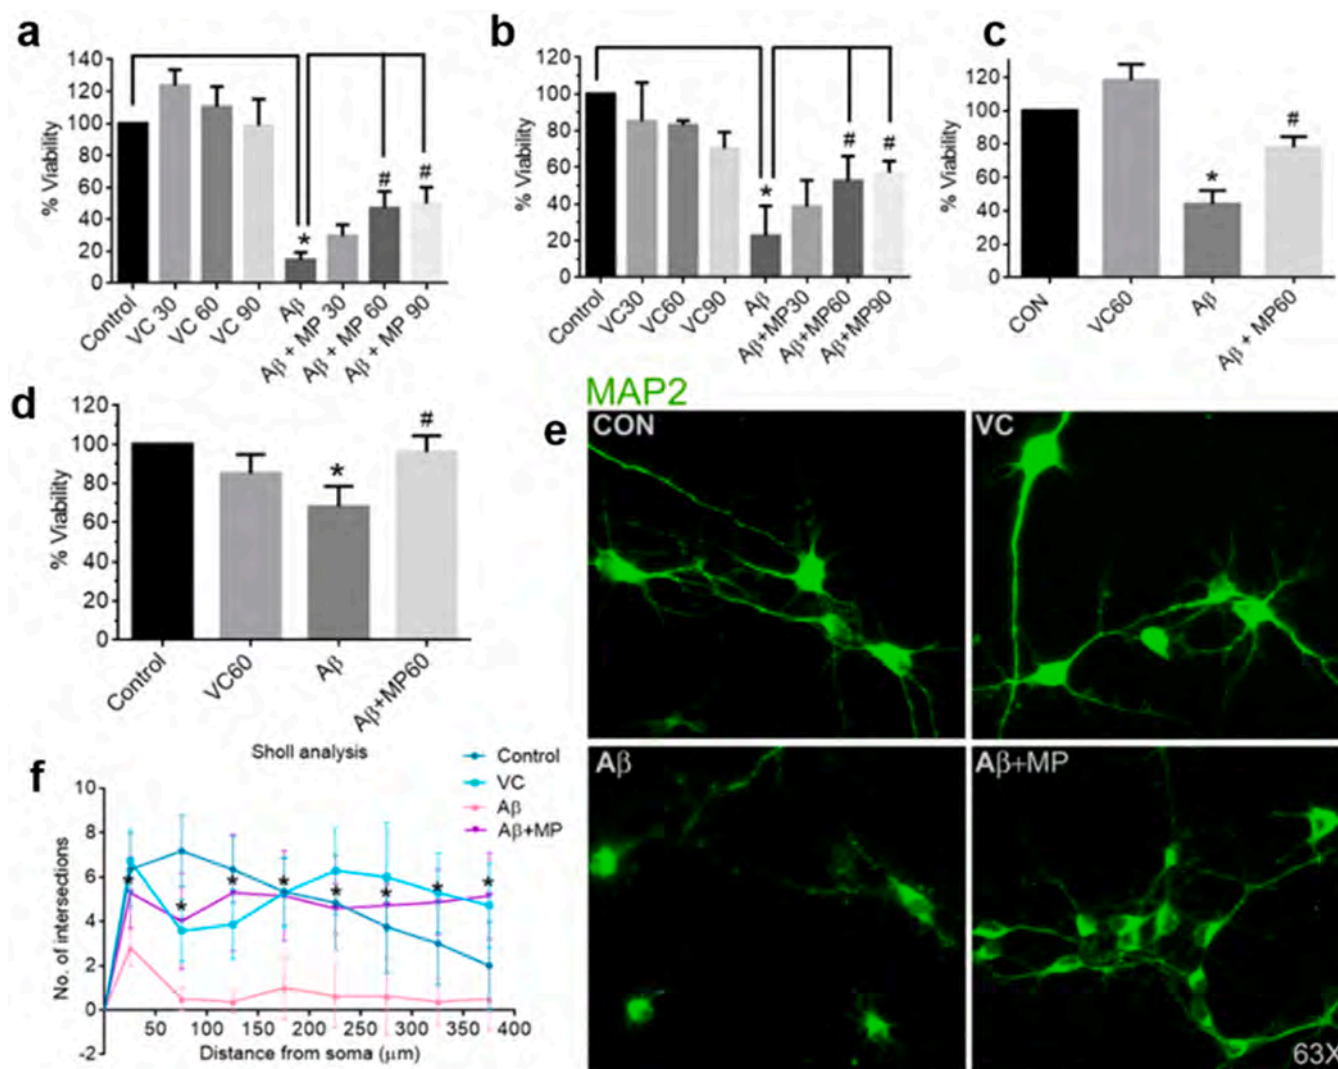 a
% Viability
140
120
100
80
60
40
20
0
*
#
#
Control
VC 30
VC 60
VC 90
Aβ
Aβ + MP 30
Aβ + MP 60
Aβ + MP 90
b
% Viability
120
100
80
60
40
20
0
*
#
#
Control
VC30
VC60
VC90
Aβ
Aβ+MP30
Aβ+MP60
Aβ+MP90
c
% Viability
120
100
80
60
40
20
0
*
#
CON
VC60
Aβ
Aβ + MP60
d
% Viability
120
100
80
60
40
20
0
*
#
Control
VC60
Aβ
Aβ+MP60
MAP2
e
CON
VC
Aβ
Aβ+MP
63X
f
Sholl analysis
Control
VC
Aβ
Aβ+MP
No. of intersections
10
8
6
4
2
0
-2
* * * * * * * *
50 100 150 200 250 300 350 400
Distance from soma (μm)